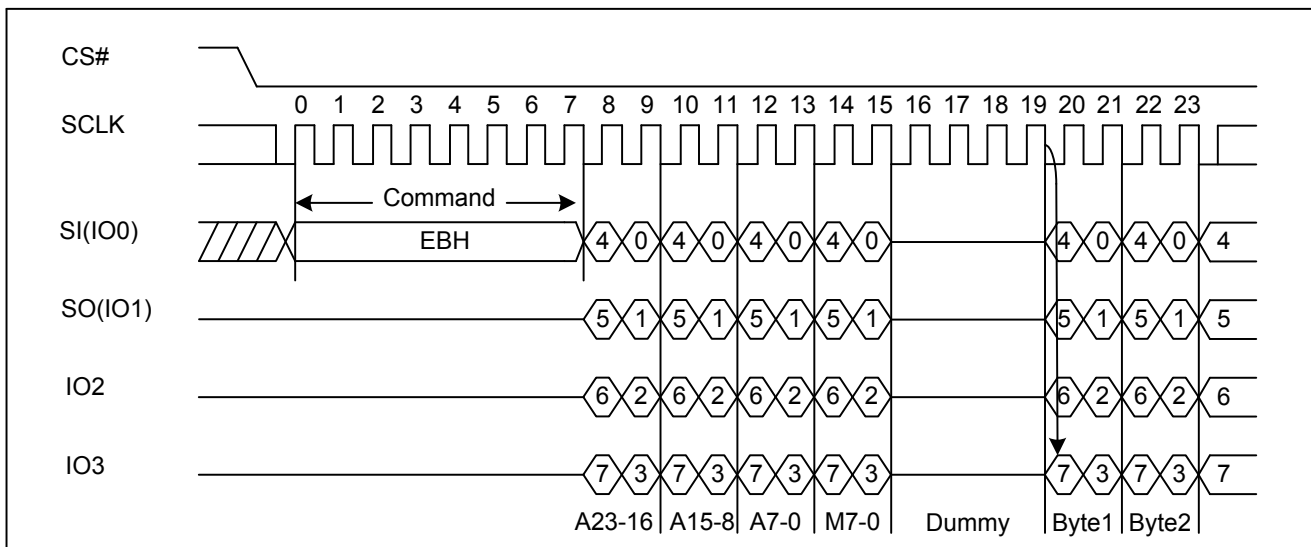 CS#
0 1 2 3 4 5 6 7 8 9 10 11 12 13 14 15 16 17 18 19 20 21 22 23
SCLK
Command
SI(IO0)
EBH
4 0 4 0 4 0 4 0 4 0 4 0 4
SO(IO1)
5 1 5 1 5 1 5 1 5 1 5 1 5
IO2
6 2 6 2 6 2 6 2 6 2 6 2 6
IO3
7 3 7 3 7 3 7 3 7 3 7 3 7
A23-16 A15-8 A7-0 M7-0 Dummy Byte1 Byte2